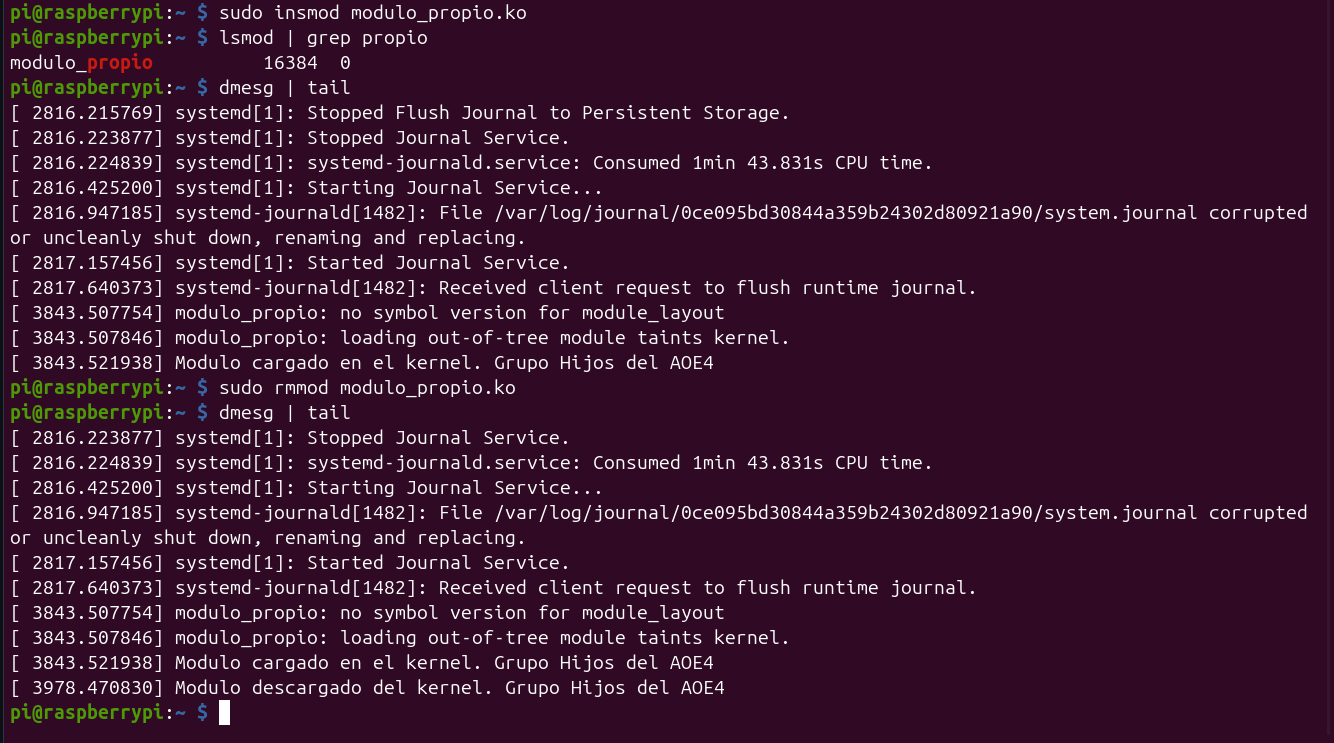 pi@raspberrypi:~ $ sudo insmod modulo_propio.ko
pi@raspberrypi:~ $ lsmod | grep propio
modulo_propio          16384  0
pi@raspberrypi:~ $ dmesg | tail
[ 2816.215769] systemd[1]: Stopped Flush Journal to Persistent Storage.
[ 2816.223877] systemd[1]: Stopped Journal Service.
[ 2816.224839] systemd[1]: systemd-journald.service: Consumed 1min 43.831s CPU time.
[ 2816.425200] systemd[1]: Starting Journal Service...
[ 2816.947185] systemd-journald[1482]: File /var/log/journal/0ce095bd30844a359b24302d80921a90/system.journal corrupted
or uncleanly shut down, renaming and replacing.
[ 2817.157456] systemd[1]: Started Journal Service.
[ 2817.640373] systemd-journald[1482]: Received client request to flush runtime journal.
[ 3843.507754] modulo_propio: no symbol version for module_layout
[ 3843.507846] modulo_propio: loading out-of-tree module taints kernel.
[ 3843.521938] Modulo cargado en el kernel. Grupo Hijos del AOE4
pi@raspberrypi:~ $ sudo rmmod modulo_propio.ko
pi@raspberrypi:~ $ dmesg | tail
[ 2816.223877] systemd[1]: Stopped Journal Service.
[ 2816.224839] systemd[1]: systemd-journald.service: Consumed 1min 43.831s CPU time.
[ 2816.425200] systemd[1]: Starting Journal Service...
[ 2816.947185] systemd-journald[1482]: File /var/log/journal/0ce095bd30844a359b24302d80921a90/system.journal corrupted
or uncleanly shut down, renaming and replacing.
[ 2817.157456] systemd[1]: Started Journal Service.
[ 2817.640373] systemd-journald[1482]: Received client request to flush runtime journal.
[ 3843.507754] modulo_propio: no symbol version for module_layout
[ 3843.507846] modulo_propio: loading out-of-tree module taints kernel.
[ 3843.521938] Modulo cargado en el kernel. Grupo Hijos del AOE4
[ 3978.470830] Modulo descargado del kernel. Grupo Hijos del AOE4
pi@raspberrypi:~ $